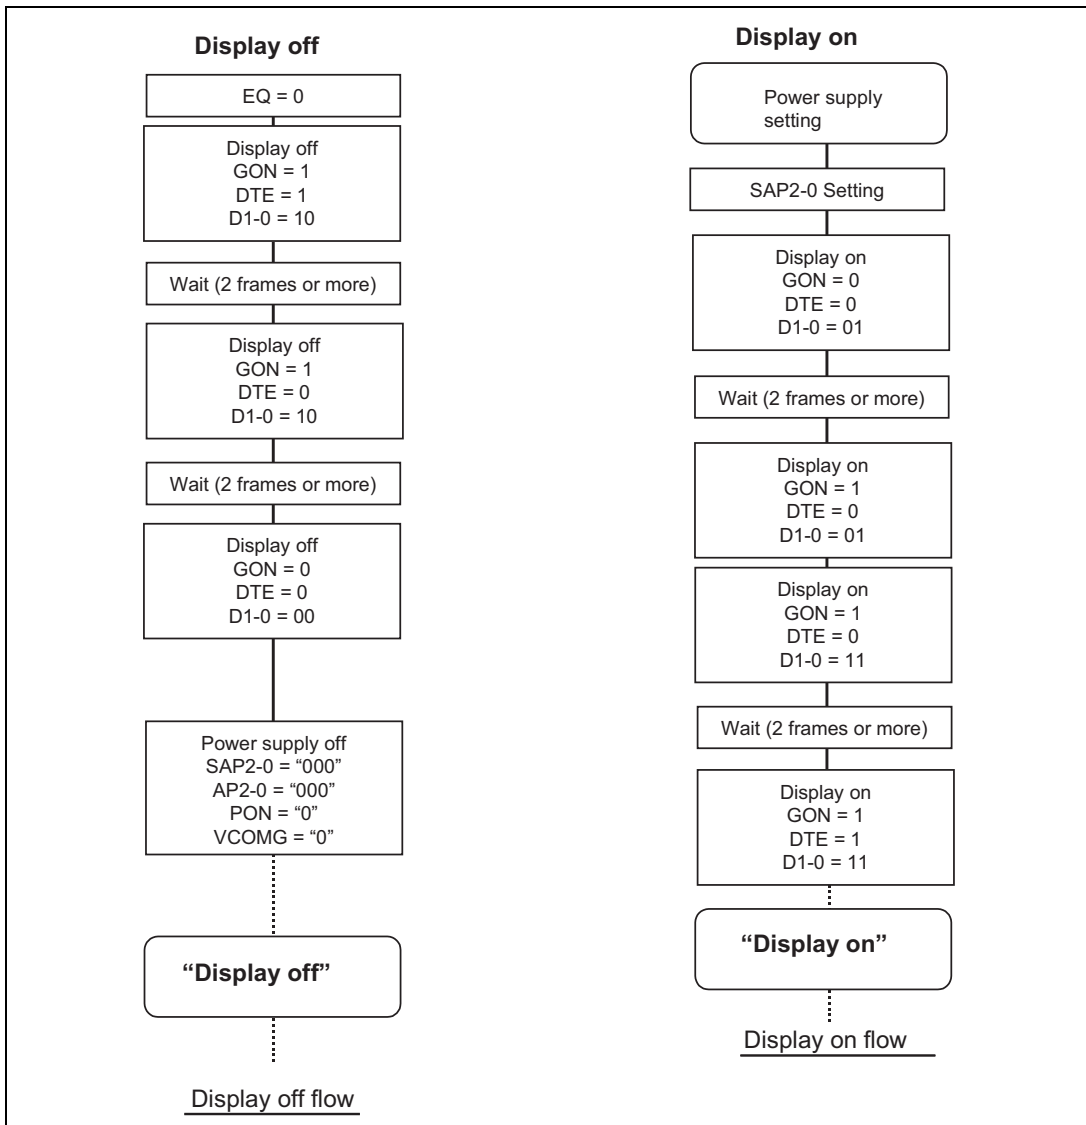 Display off
EQ = 0
Display off
GON = 1
DTE = 1
D1-0 = 10
Wait (2 frames or more)
Display off
GON = 1
DTE = 0
D1-0 = 10
Wait (2 frames or more)
Display off
GON = 0
DTE = 0
D1-0 = 00
Power supply off
SAP2-0 = “000”
AP2-0 = “000”
PON = “0”
VCOMG = “0”
“Display off”
Display off flow
Display on
Power supply
setting
SAP2-0 Setting
Display on
GON = 0
DTE = 0
D1-0 = 01
Wait (2 frames or more)
Display on
GON = 1
DTE = 0
D1-0 = 01
Display on
GON = 1
DTE = 0
D1-0 = 11
Wait (2 frames or more)
Display on
GON = 1
DTE = 1
D1-0 = 11
“Display on”
Display on flow